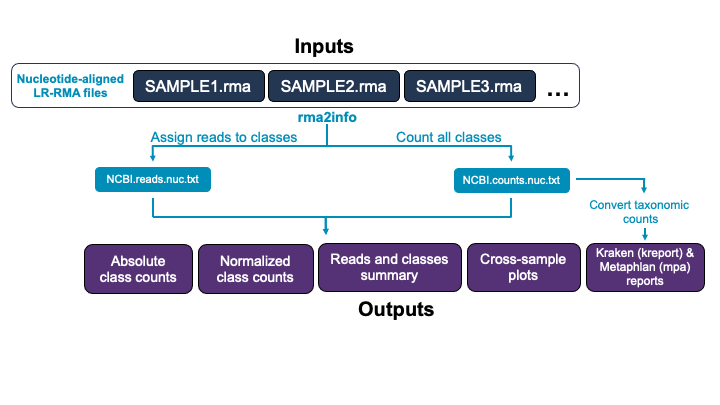 Inputs
Nucleotide-aligned
LR-RMA files
SAMPLE1.rma
SAMPLE2.rma
SAMPLE3.rma
...
rma2info
Assign reads to classes
Count all classes
NCBI.reads.nuc.txt
NCBI.counts.nuc.txt
Convert taxonomic
counts
Absolute
class counts
Normalized
class counts
Reads and classes
summary
Cross-sample
plots
Kraken (kreport) &
Metaphlan (mpa)
reports
Outputs